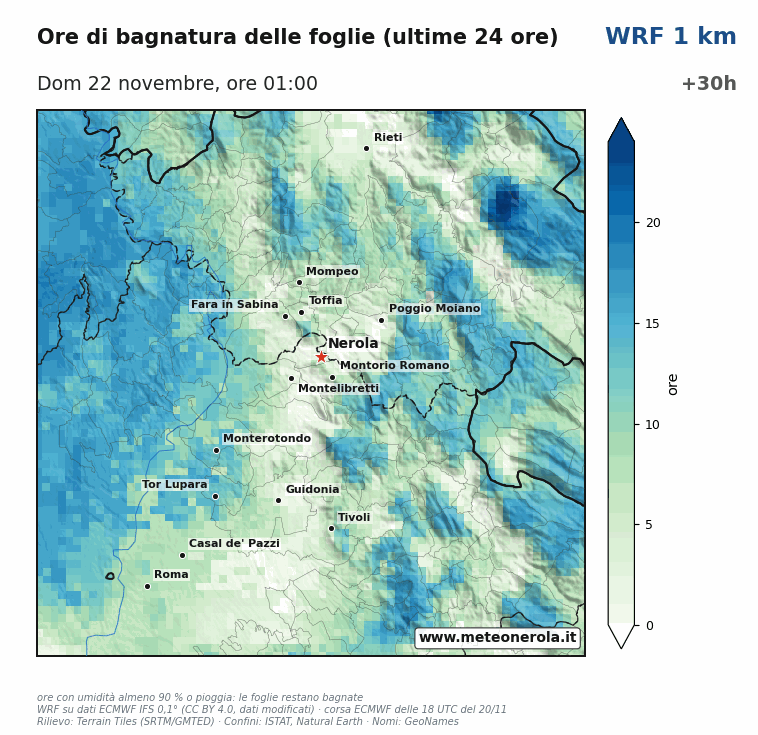 Ore di bagnatura delle foglie (ultime 24 ore)
WRF 1 km
Dom 22 novembre, ore 01:00
+30h
Rieti
Mompeo
Fara in Sabina
Toffia
Poggio Moiano
Nerola
Montorio Romano
Montelibretti
Monterotondo
Tor Lupara
Guidonia
Tivoli
Casal de' Pazzi
Roma
www.meteonerola.it
20
15
10
5
0
ore
ore con umidità almeno 90 % o pioggia: le foglie restano bagnate
WRF su dati ECMWF IFS 0,1° (CC BY 4.0, dati modificati) · corsa ECMWF delle 18 UTC del 20/11
Rilievo: Terrain Tiles (SRTM/GMTED) · Confini: ISTAT, Natural Earth · Nomi: GeoNames